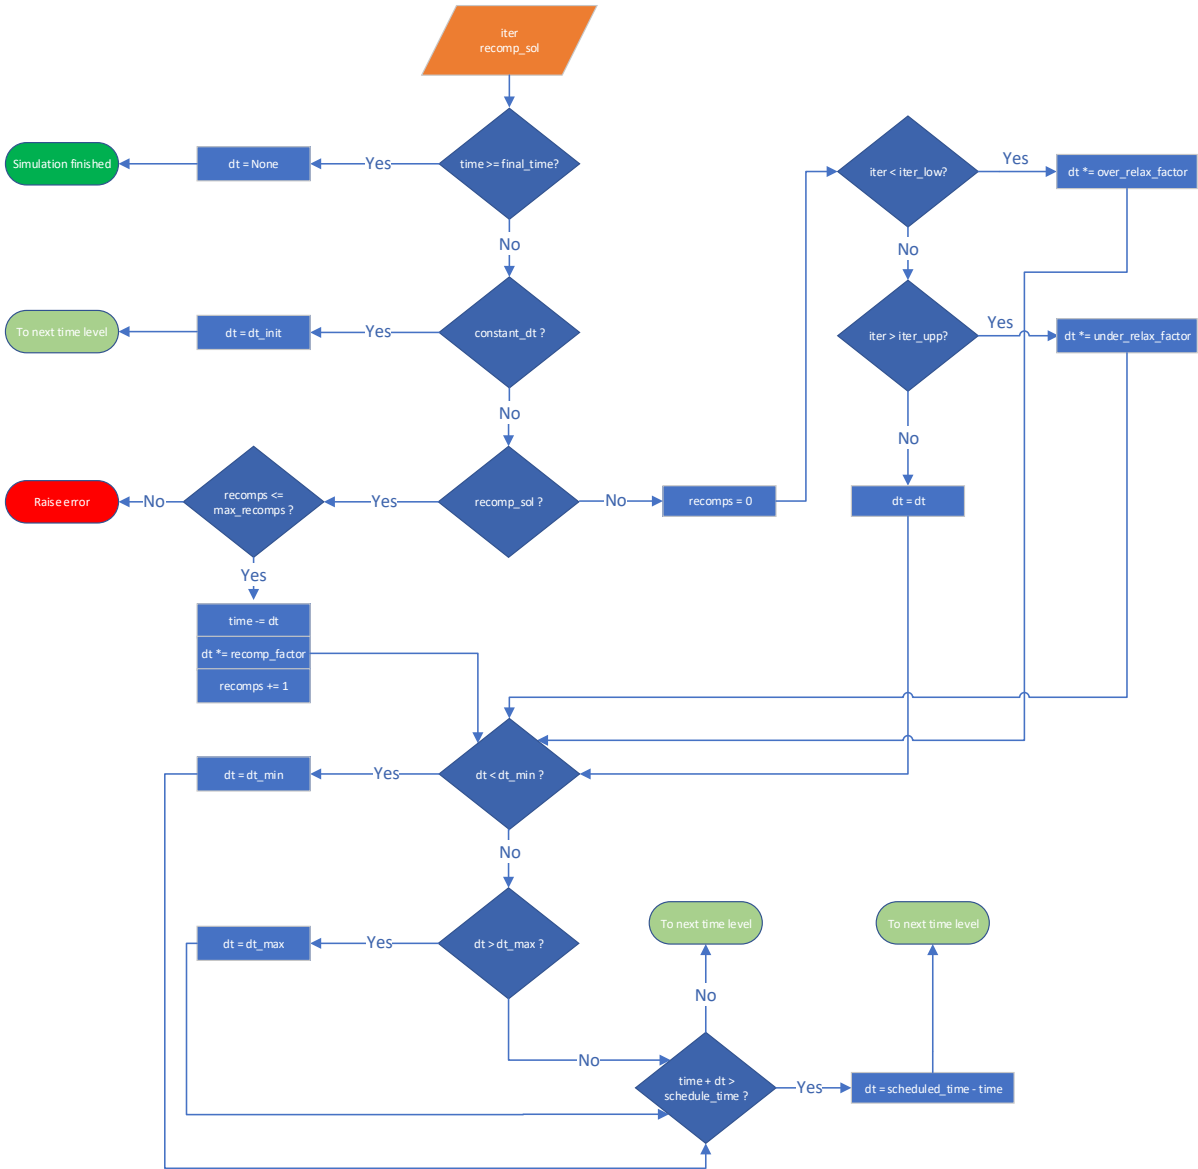 iter
recomp_sol
time >= final_time?
Yes
dt = None
Simulation finished
No
constant_dt ?
Yes
dt = dt_init
To next time level
No
recomp_sol ?
Yes
recomps <=
max_recomps ?
No
Raise error
Yes
time -= dt
dt *= recomp_factor
recomps += 1
No
recomps = 0
iter < iter_low?
Yes
dt *= over_relax_factor
No
iter > iter_upp?
Yes
dt *= under_relax_factor
No
dt = dt
dt < dt_min ?
Yes
dt = dt_min
No
dt > dt_max ?
Yes
dt = dt_max
No
time + dt >
schedule_time ?
No
To next time level
Yes
dt = scheduled_time - time
To next time level